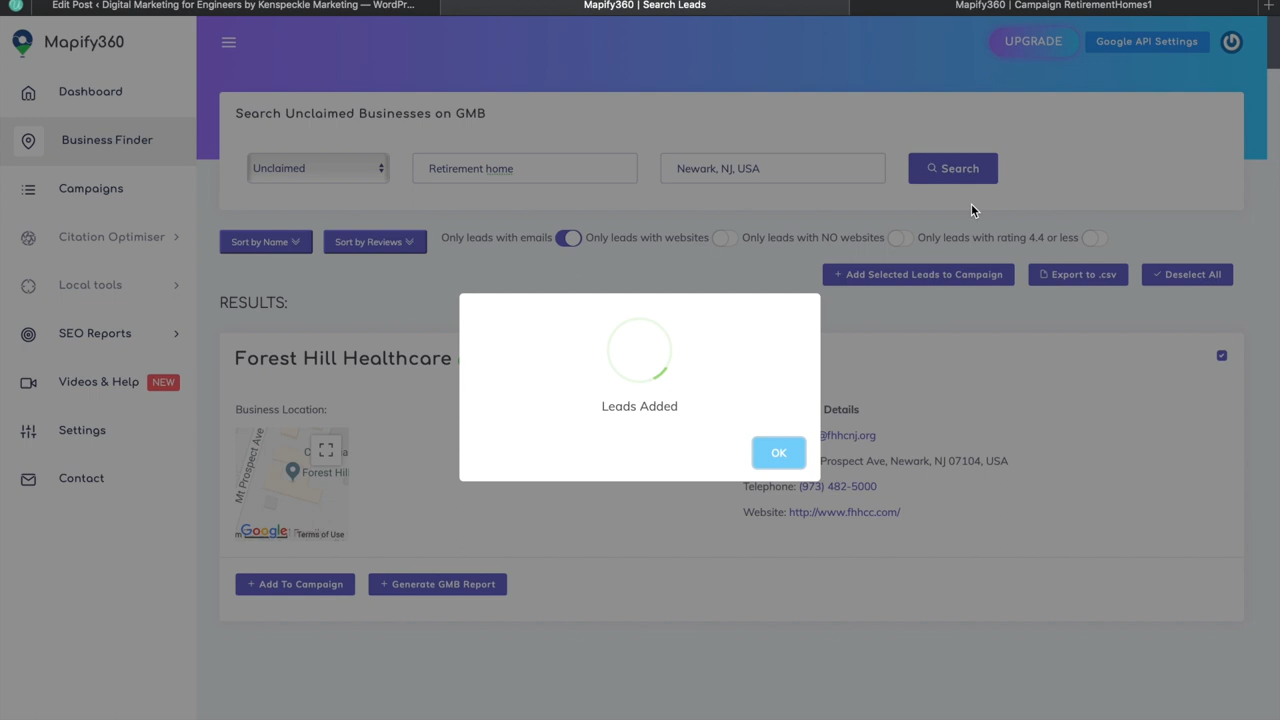 Edit Post ‹ Digital Marketing for Engineers by Kenspeckle Marketing — WordPr...
Mapify360 | Search Leads
Mapify360 | Campaign RetirementHomes1
Mapify360
UPGRADE
Google API Settings
Dashboard
Business Finder
Campaigns
Citation Optimiser
Local tools
SEO Reports
Videos & Help NEW
Settings
Contact
Search Unclaimed Businesses on GMB
Unclaimed
Retirement home
Newark, NJ, USA
Search
Sort by Name
Sort by Reviews
Only leads with emails
Only leads with websites
Only leads with NO websites
Only leads with rating 4.4 or less
+ Add Selected Leads to Campaign
Export to .csv
Deselect All
RESULTS:
Forest Hill Healthcare
Business Location:
Mt Prospect Ave
Forest Hil
Google
Terms of Use
Details
@fhhcnj.org
Prospect Ave, Newark, NJ 07104, USA
Telephone: (973) 482-5000
Website: http://www.fhhcc.com/
+ Add To Campaign
+ Generate GMB Report
Leads Added
OK